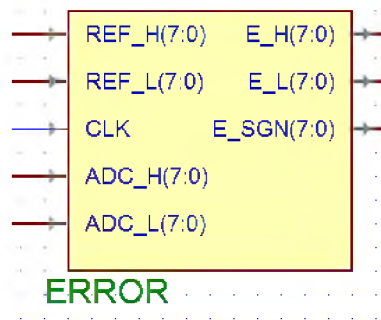 REF_H(7:0) E_H(7:0)
REF_L(7:0) E_L(7:0)
CLK E_SGN(7:0)
ADC_H(7:0)
ADC_L(7:0)
ERROR